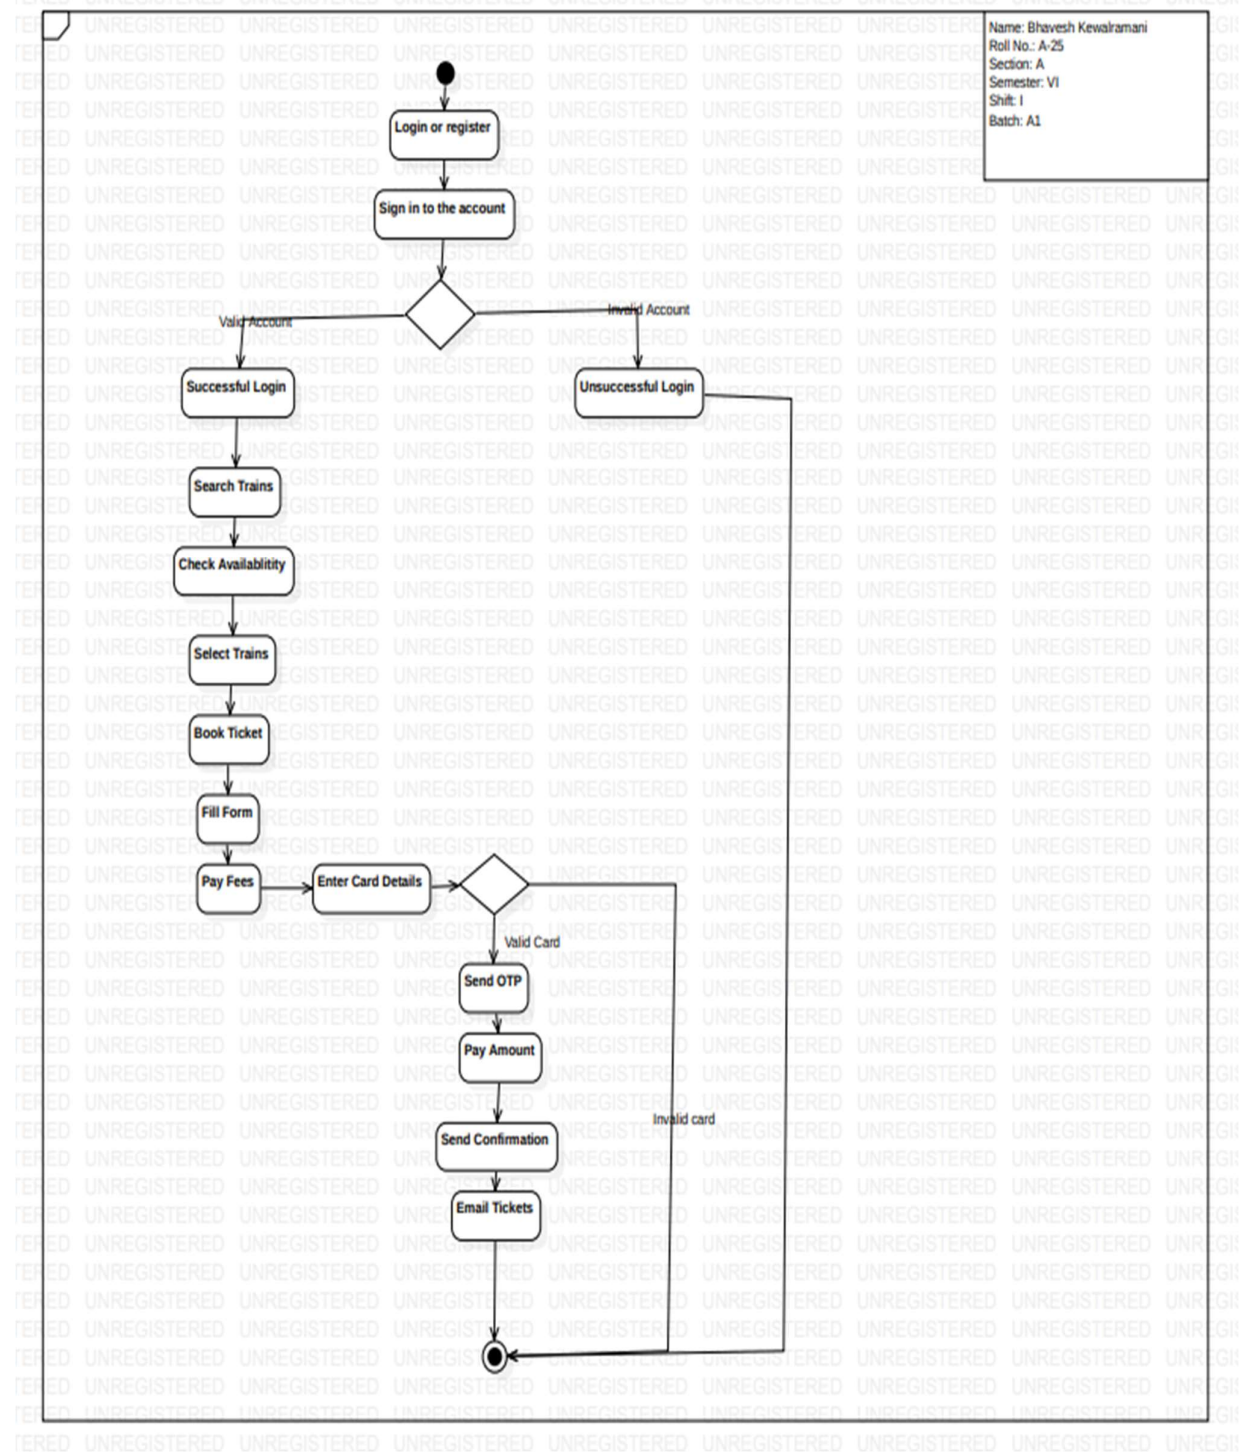 Name: Bhavesh Kewalramani
Roll No.: A-25
Section: A
Semester: VI
Shift: I
Batch: A1
Login or register
Sign in to the account
Valid Account
Invalid Account
Successful Login
Unsuccessful Login
Search Trains
Check Availablitity
Select Trains
Book Ticket
Fill Form
Pay Fees
Enter Card Details
Valid Card
Send OTP
Pay Amount
Invalid card
Send Confirmation
Email Tickets
UNREGISTERED